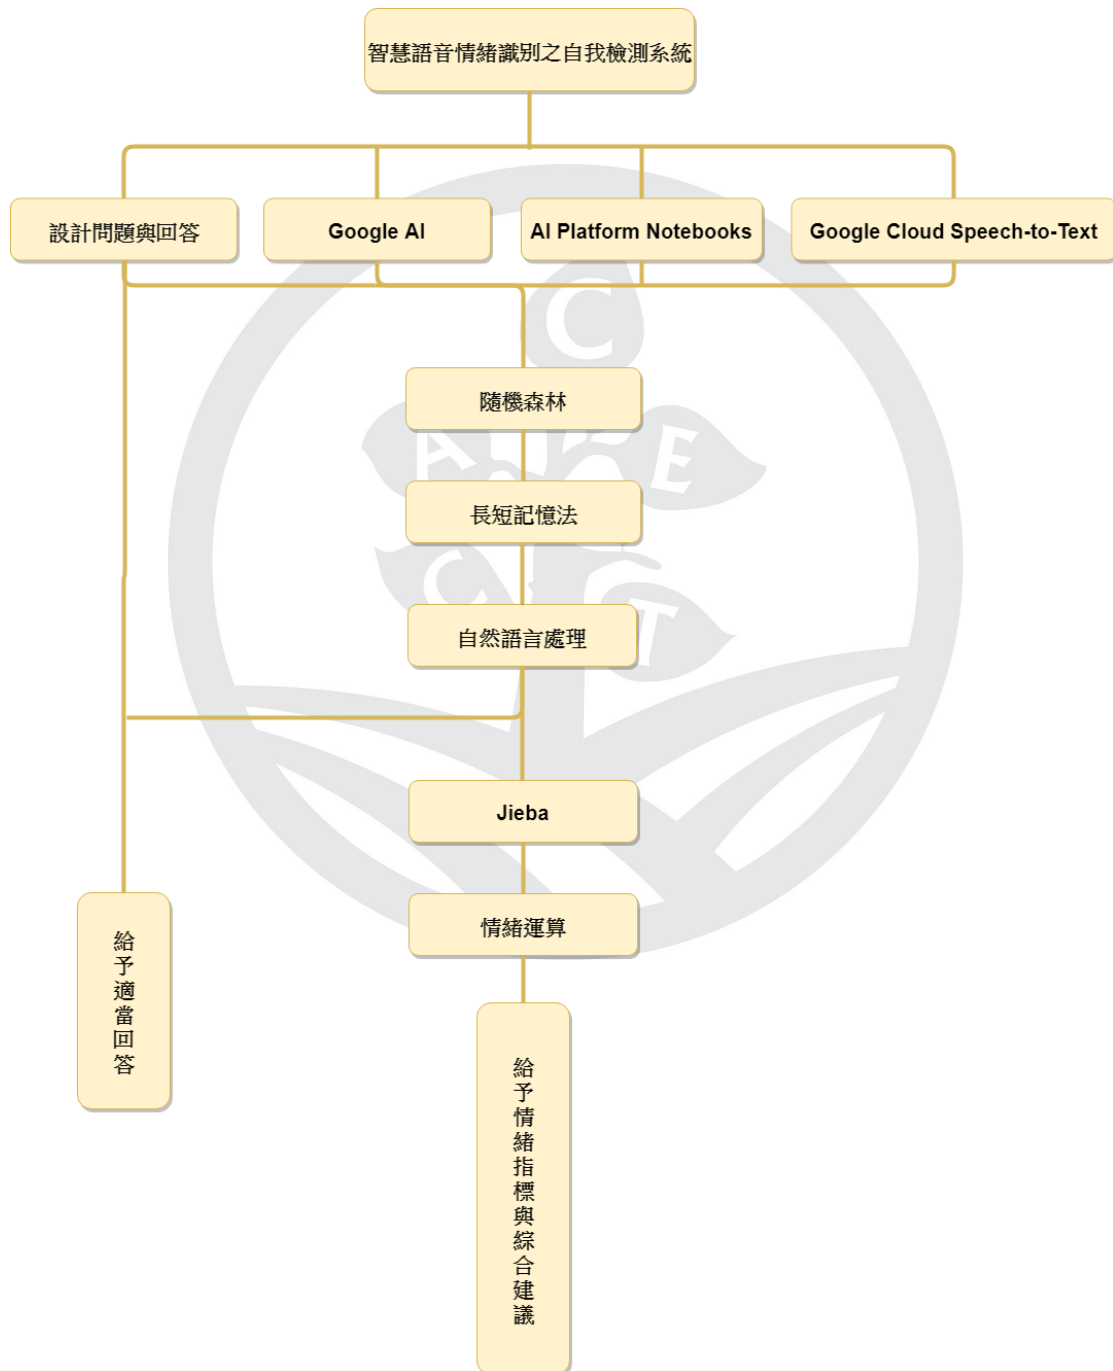 智慧語音情緒識別之自我檢測系統
設計問題與回答
Google AI
AI Platform Notebooks
Google Cloud Speech-to-Text
C
隨機森林
A
E
長短記憶法
C
T
自然語言處理
Jieba
情緒運算
給予適當回答
給予情緒指標與綜合建議